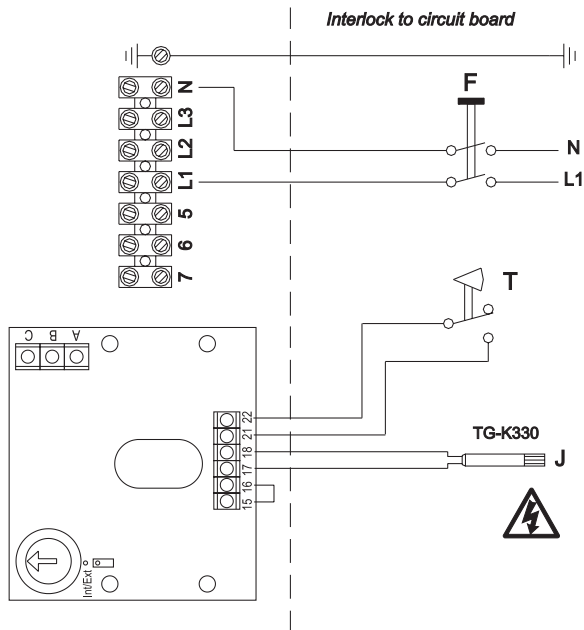 Interlock to circuit board
F
N
L3
L2
L1
5
6
7
N
L1
T
C B A
22
21
18
17
16
15
TG-K330
J
Int/Ext